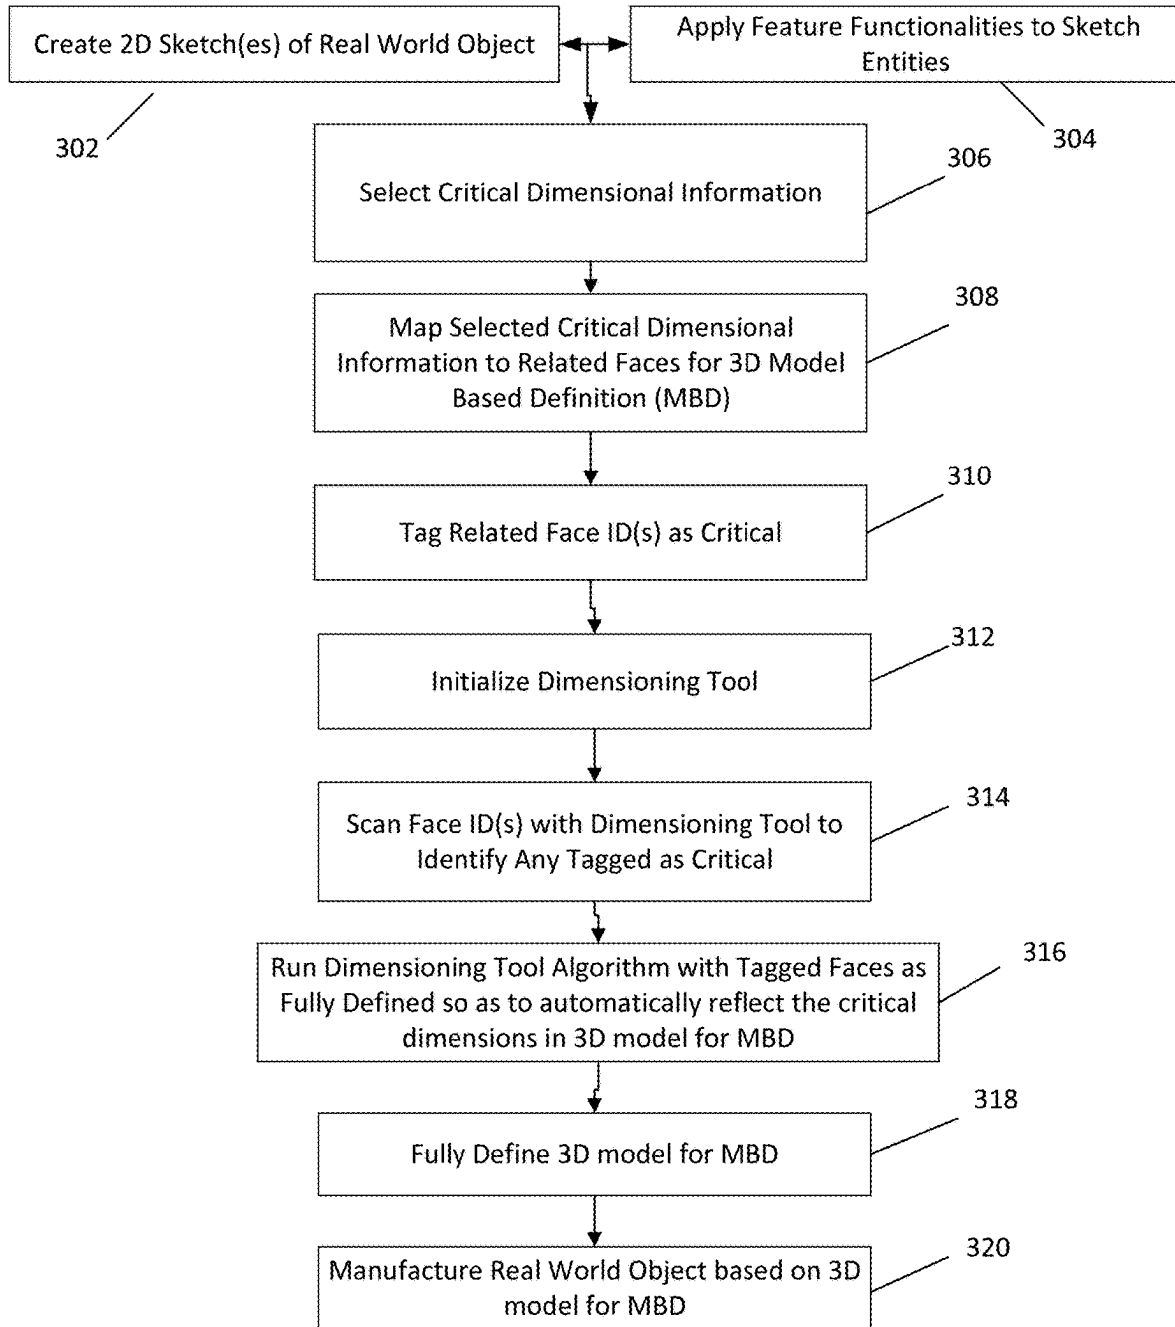 Create 2D Sketch(es) of Real World Object
Apply Feature Functionalities to Sketch
Entities
302
304
306
Select Critical Dimensional Information
308
Map Selected Critical Dimensional
Information to Related Faces for 3D Model
Based Definition (MBD)
310
Tag Related Face ID(s) as Critical
312
Initialize Dimensioning Tool
314
Scan Face ID(s) with Dimensioning Tool to
Identify Any Tagged as Critical
316
Run Dimensioning Tool Algorithm with Tagged Faces as
Fully Defined so as to automatically reflect the critical
dimensions in 3D model for MBD
318
Fully Define 3D model for MBD
320
Manufacture Real World Object based on 3D
model for MBD